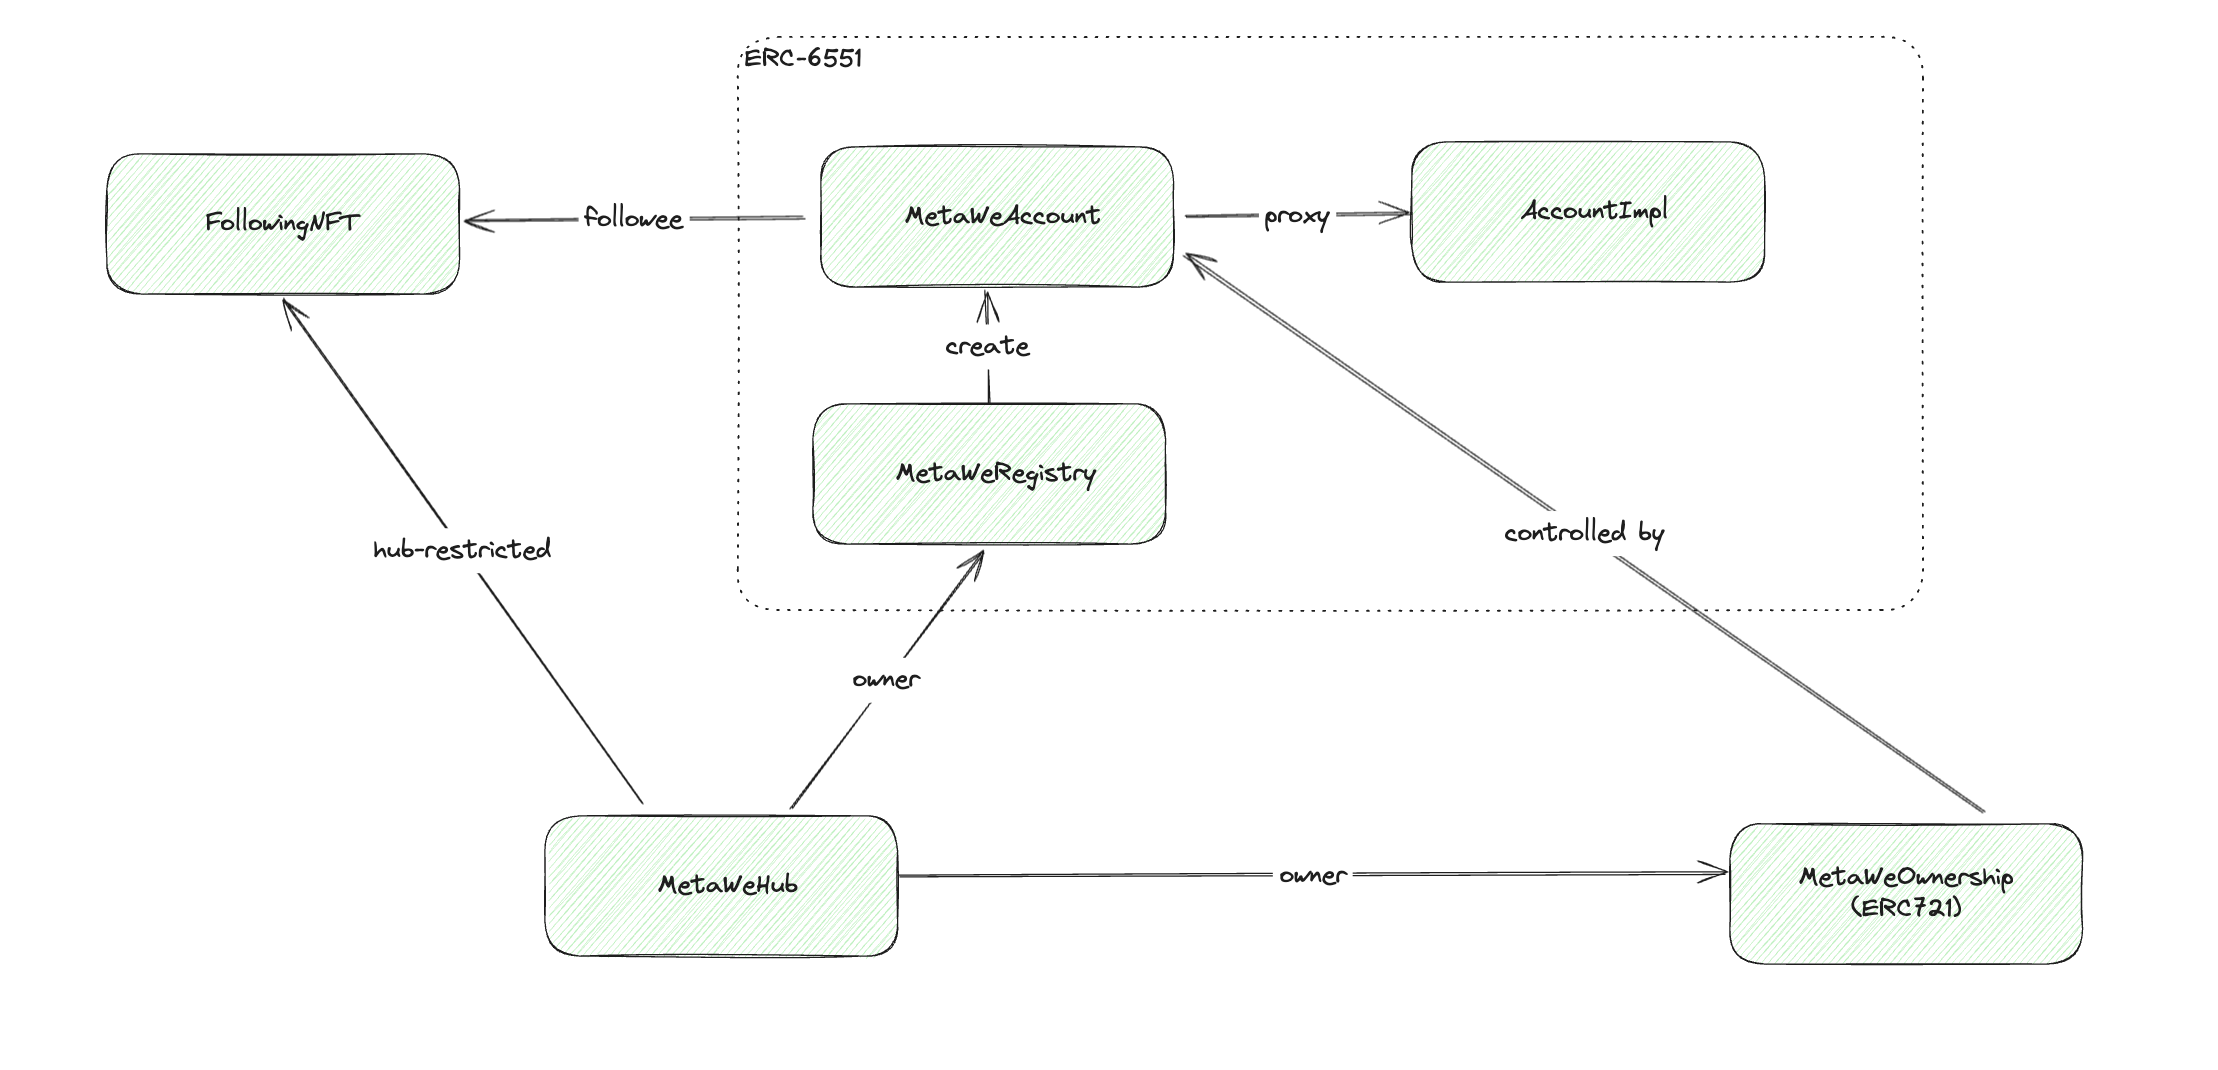 ERC-6551
FollowingNFT
followee
MetaWeAccount
proxy
AccountImpl
create
MetaWeRegistry
hub-restricted
controlled by
owner
MetaWeHub
owner
MetaWeOwnership
(ERC721)